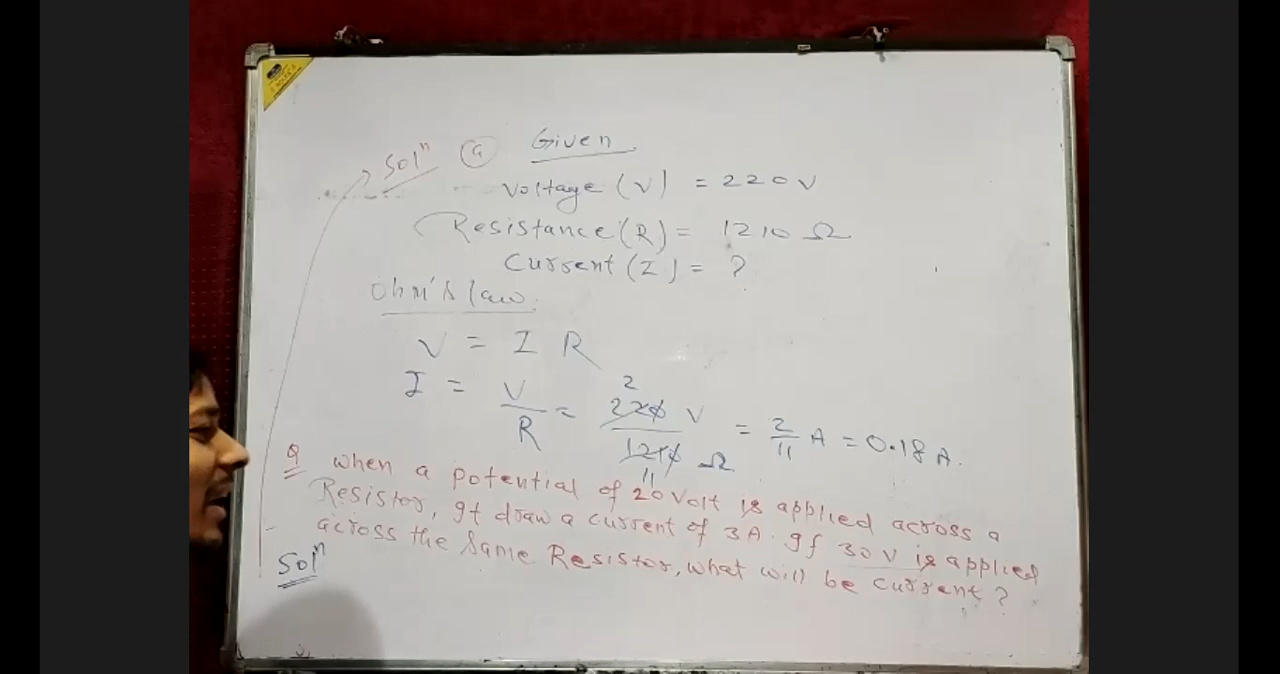 Solⁿ (a) Given
Voltage (V) = 220 V
Resistance (R) = 1210 Ω
Current (I) = ?
Ohm's law.
V = I R
I = V/R = 220 V / 1210 Ω = 2/11 A = 0.18 A.
Q When a potential of 20 Volt is applied across a
Resistor, It draw a current of 3A. If 30 V is applied
across the same Resistor, what will be current ?
Solⁿ